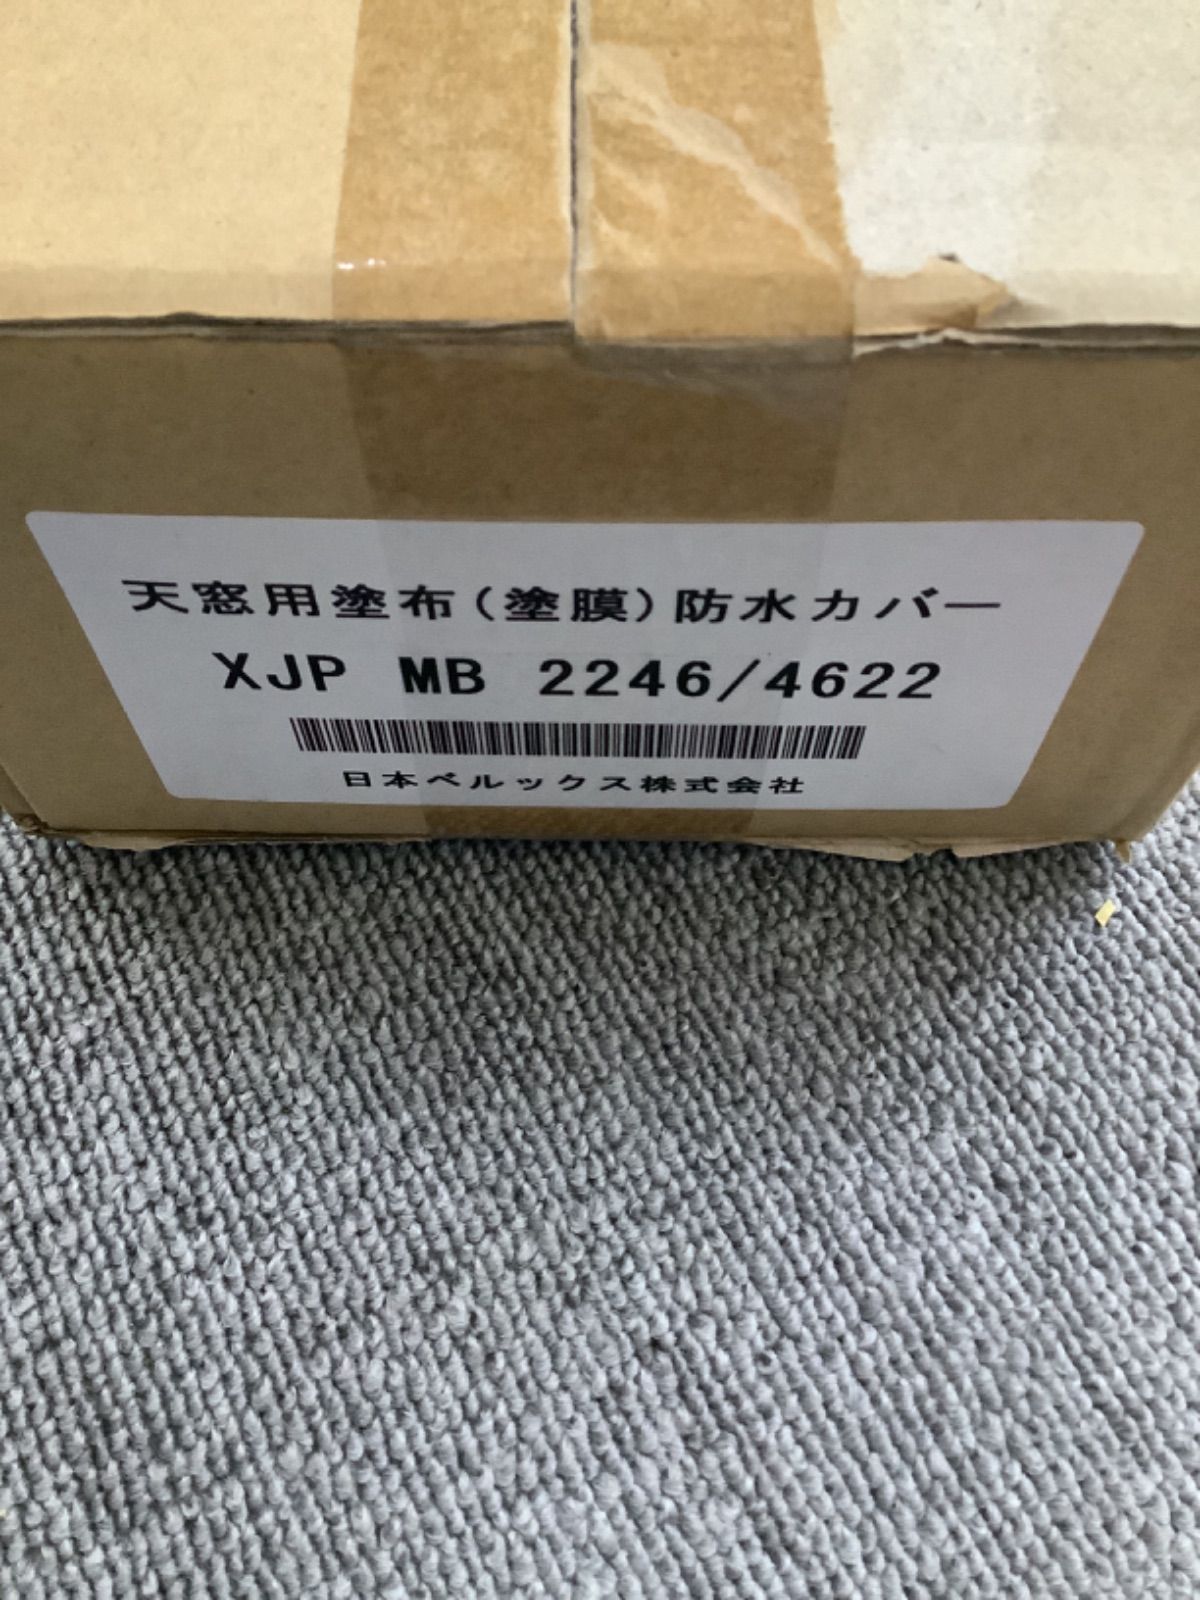 天窓用塗布(塗膜)防水カバー
XJP MB 2246/4622
日本ベルックス株式会社